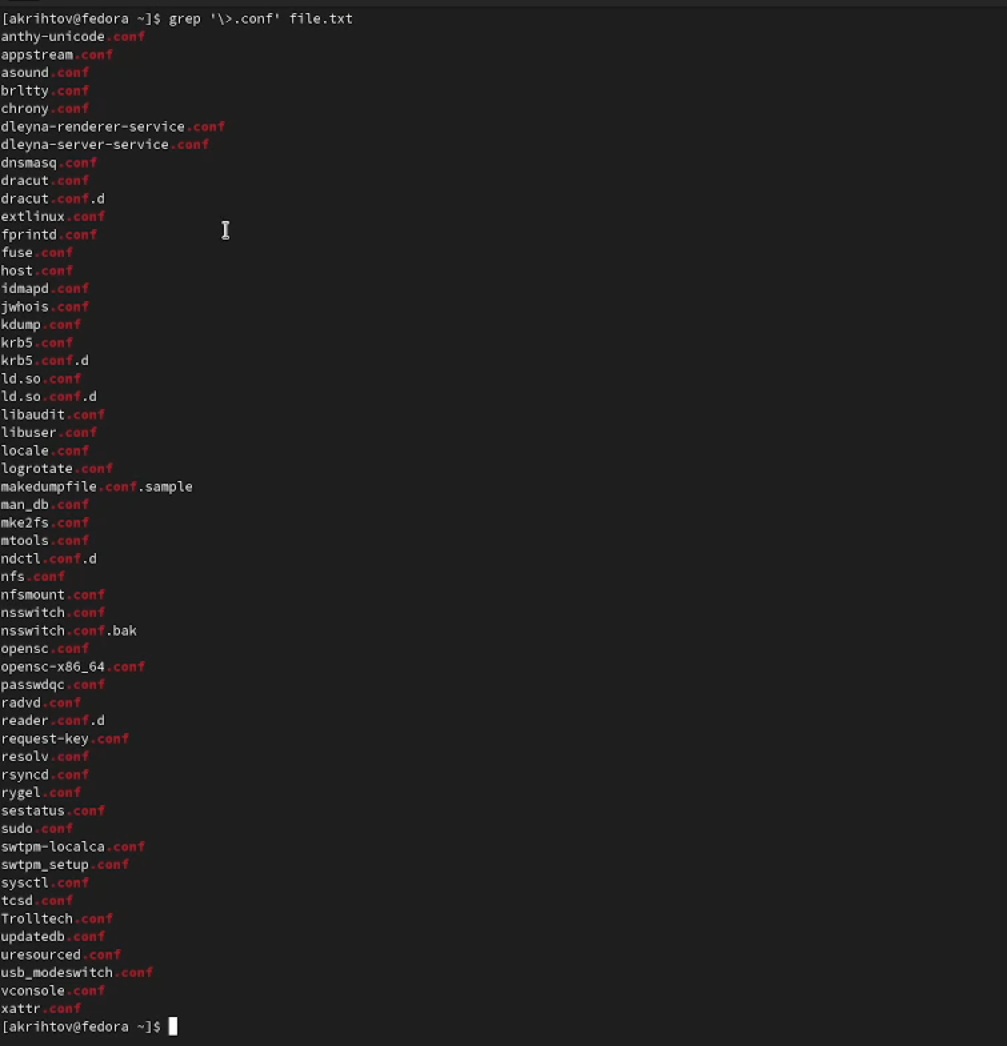 [akrihtov@fedora ~]$ grep '\>.conf' file.txt
anthy-unicode.conf
appstream.conf
asound.conf
brltty.conf
chrony.conf
dleyna-renderer-service.conf
dleyna-server-service.conf
dnsmasq.conf
dracut.conf
dracut.conf.d
extlinux.conf
fprintd.conf
fuse.conf
host.conf
idmapd.conf
jwhois.conf
kdump.conf
krb5.conf
krb5.conf.d
ld.so.conf
ld.so.conf.d
libaudit.conf
libuser.conf
locale.conf
logrotate.conf
makedumpfile.conf.sample
man_db.conf
mke2fs.conf
mtools.conf
ndctl.conf.d
nfs.conf
nfsmount.conf
nsswitch.conf
nsswitch.conf.bak
opensc.conf
opensc-x86_64.conf
passwdqc.conf
radvd.conf
reader.conf.d
request-key.conf
resolv.conf
rsyncd.conf
rygel.conf
sestatus.conf
sudo.conf
swtpm-localca.conf
swtpm_setup.conf
sysctl.conf
tcsd.conf
Trolltech.conf
updatedb.conf
uresourced.conf
usb_modeswitch.conf
vconsole.conf
xattr.conf
[akrihtov@fedora ~]$